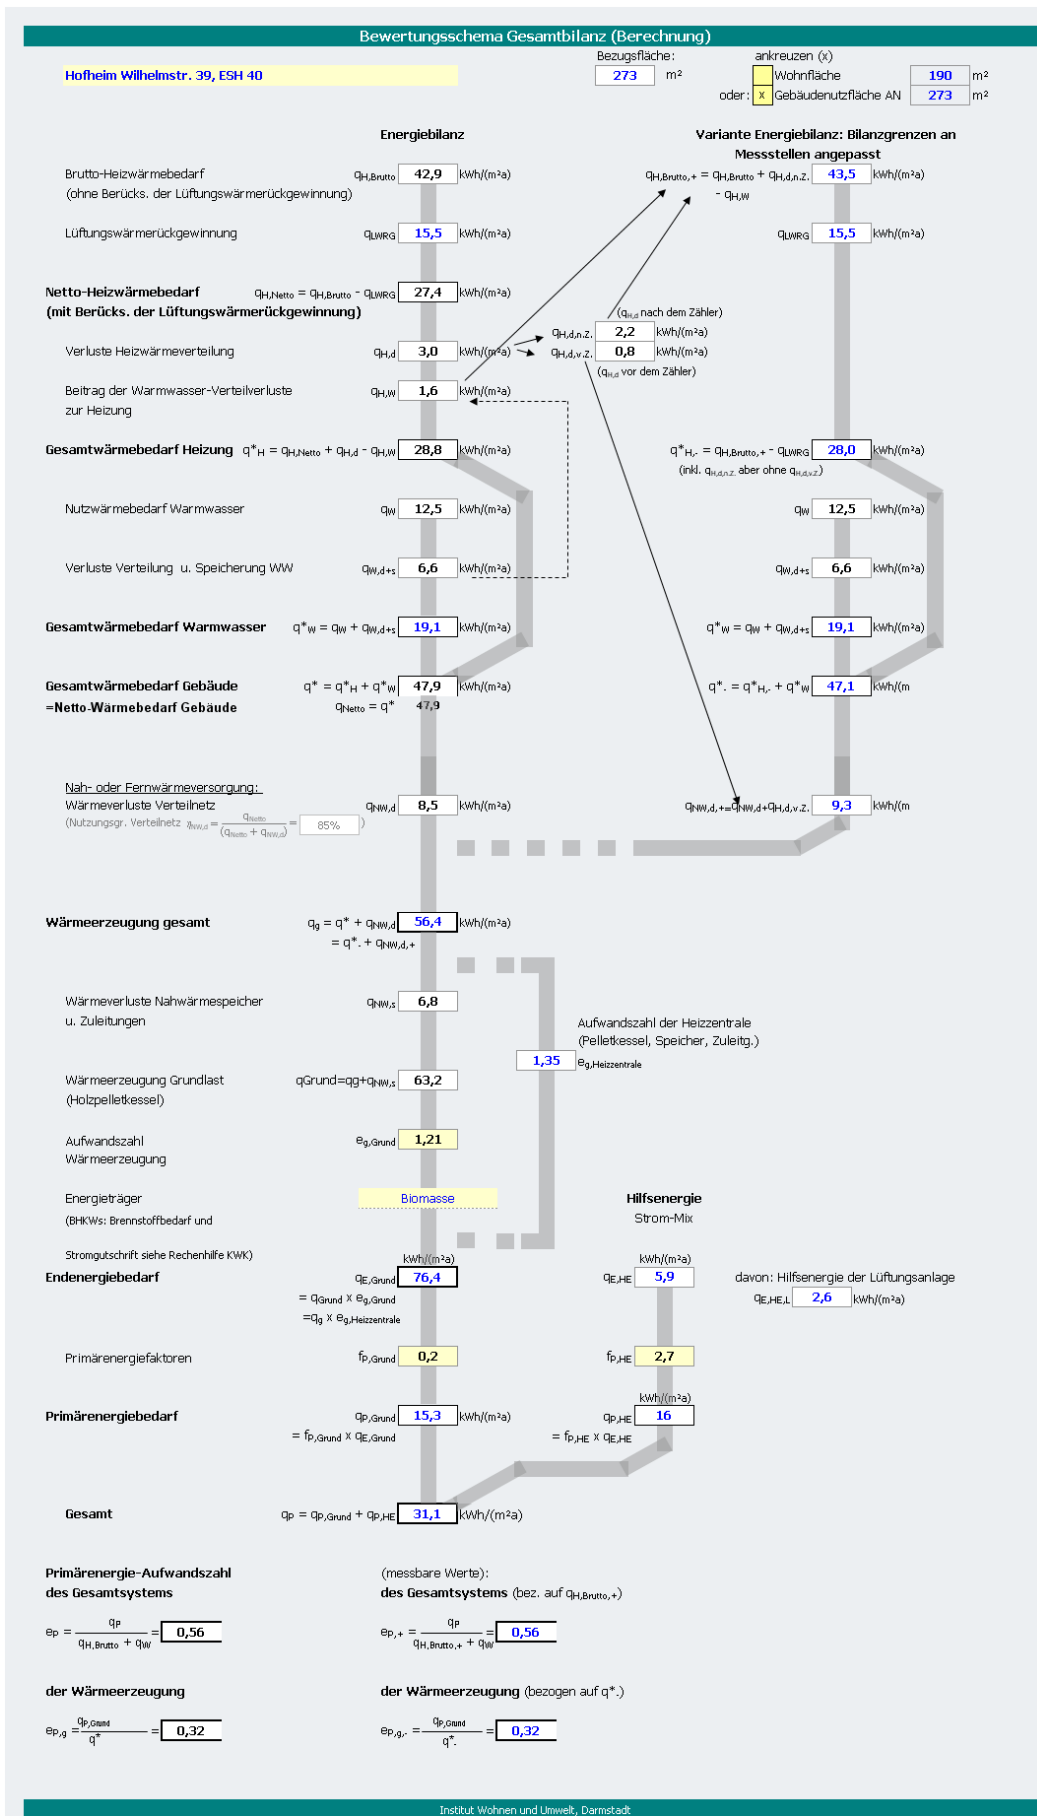 Bewertungsschema Gesamtbilanz (Berechnung)
Bezugsfläche: ankreuzen (x)
Hofheim Wilhelmstr. 39, ESH 40 273 m² Wohnfläche 190 m²
oder: x Gebäudenutzfläche AN 273 m²
Energiebilanz Variante Energiebilanz: Bilanzgrenzen an
Messstellen angepasst
Brutto-Heizwärmebedarf qH,Brutto 42,9 kWh/(m²a) qH,Brutto,+ = qH,Brutto + qH,d,n.Z. 43,5 kWh/(m²a)
(ohne Berücks. der Lüftungswärmerückgewinnung) - qH,W
Lüftungswärmerückgewinnung qLWRG 15,5 kWh/(m²a) qLWRG 15,5 kWh/(m²a)
Netto-Heizwärmebedarf qH,Netto = qH,Brutto - qLWRG 27,4 kWh/(m²a)
(mit Berücks. der Lüftungswärmerückgewinnung) (qH,d nach dem Zähler)
qH,d,n.Z. 2,2 kWh/(m²a)
Verluste Heizwärmeverteilung qH,d 3,0 kWh/(m²a) qH,d,v.Z. 0,8 kWh/(m²a)
(qH,d vor dem Zähler)
Beitrag der Warmwasser-Verteilverluste qH,W 1,6 kWh/(m²a)
zur Heizung
Gesamtwärmebedarf Heizung q*H = qH,Netto + qH,d - qH,W 28,8 kWh/(m²a) q*H,- = qH,Brutto,+ - qLWRG 28,0 kWh/(m²a)
(inkl. qH,d,n.Z. aber ohne qH,d,v.Z.)
Nutzwärmebedarf Warmwasser qW 12,5 kWh/(m²a) qW 12,5 kWh/(m²a)
Verluste Verteilung u. Speicherung WW qW,d+s 6,6 kWh/(m²a) qW,d+s 6,6 kWh/(m²a)
Gesamtwärmebedarf Warmwasser q*W = qW + qW,d+s 19,1 kWh/(m²a) q*W = qW + qW,d+s 19,1 kWh/(m²a)
Gesamtwärmebedarf Gebäude q* = q*H + q*W 47,9 kWh/(m²a) q*- = q*H,- + q*W 47,1 kWh/(m
=Netto-Wärmebedarf Gebäude qNetto = q* 47,9
Nah- oder Fernwärmeversorgung:
Wärmeverluste Verteilnetz qNW,d 8,5 kWh/(m²a) qNW,d,+=qNW,d+qH,d,v.Z. 9,3 kWh/(m
(Nutzungsgr. Verteilnetz ηNW,d = qNetto / (qNetto + qNW,d) = 85% )
Wärmeerzeugung gesamt qg = q* + qNW,d 56,4 kWh/(m²a)
= q*- + qNW,d,+
Wärmeverluste Nahwärmespeicher qNW,s 6,8
u. Zuleitungen
Aufwandszahl der Heizzentrale
(Pelletkessel, Speicher, Zuleitg.)
1,35 eg,Heizzentrale
Wärmeerzeugung Grundlast qGrund=qg+qNW,s 63,2
(Holzpelletkessel)
Aufwandszahl eg,Grund 1,21
Wärmeerzeugung
Energieträger Biomasse Hilfsenergie
(BHKWs: Brennstoffbedarf und Strom-Mix
Stromgutschrift siehe Rechenhilfe KWK) kWh/(m²a) kWh/(m²a)
Endenergiebedarf qE,Grund 76,4 qE,HE 5,9 davon: Hilfsenergie der Lüftungsanlage
= qGrund x eg,Grund qE,HE,L 2,6 kWh/(m²a)
=qg x eg,Heizzentrale
Primärenergiefaktoren fP,Grund 0,2 fP,HE 2,7
kWh/(m²a)
Primärenergiebedarf qP,Grund 15,3 kWh/(m²a) qP,HE 16
= fP,Grund x qE,Grund = fP,HE x qE,HE
Gesamt qP = qP,Grund + qP,HE 31,1 kWh/(m²a)
Primärenergie-Aufwandszahl (messbare Werte):
des Gesamtsystems des Gesamtsystems (bez. auf qH,Brutto,+)
eP = qP / (qH,Brutto + qW) = 0,56 eP,+ = qP / (qH,Brutto,+ + qW) = 0,56
der Wärmeerzeugung der Wärmeerzeugung (bezogen auf q*-)
eP,g = qP,Grund / q* = 0,32 eP,g,- = qP,Grund / q*- = 0,32
Institut Wohnen und Umwelt, Darmstadt